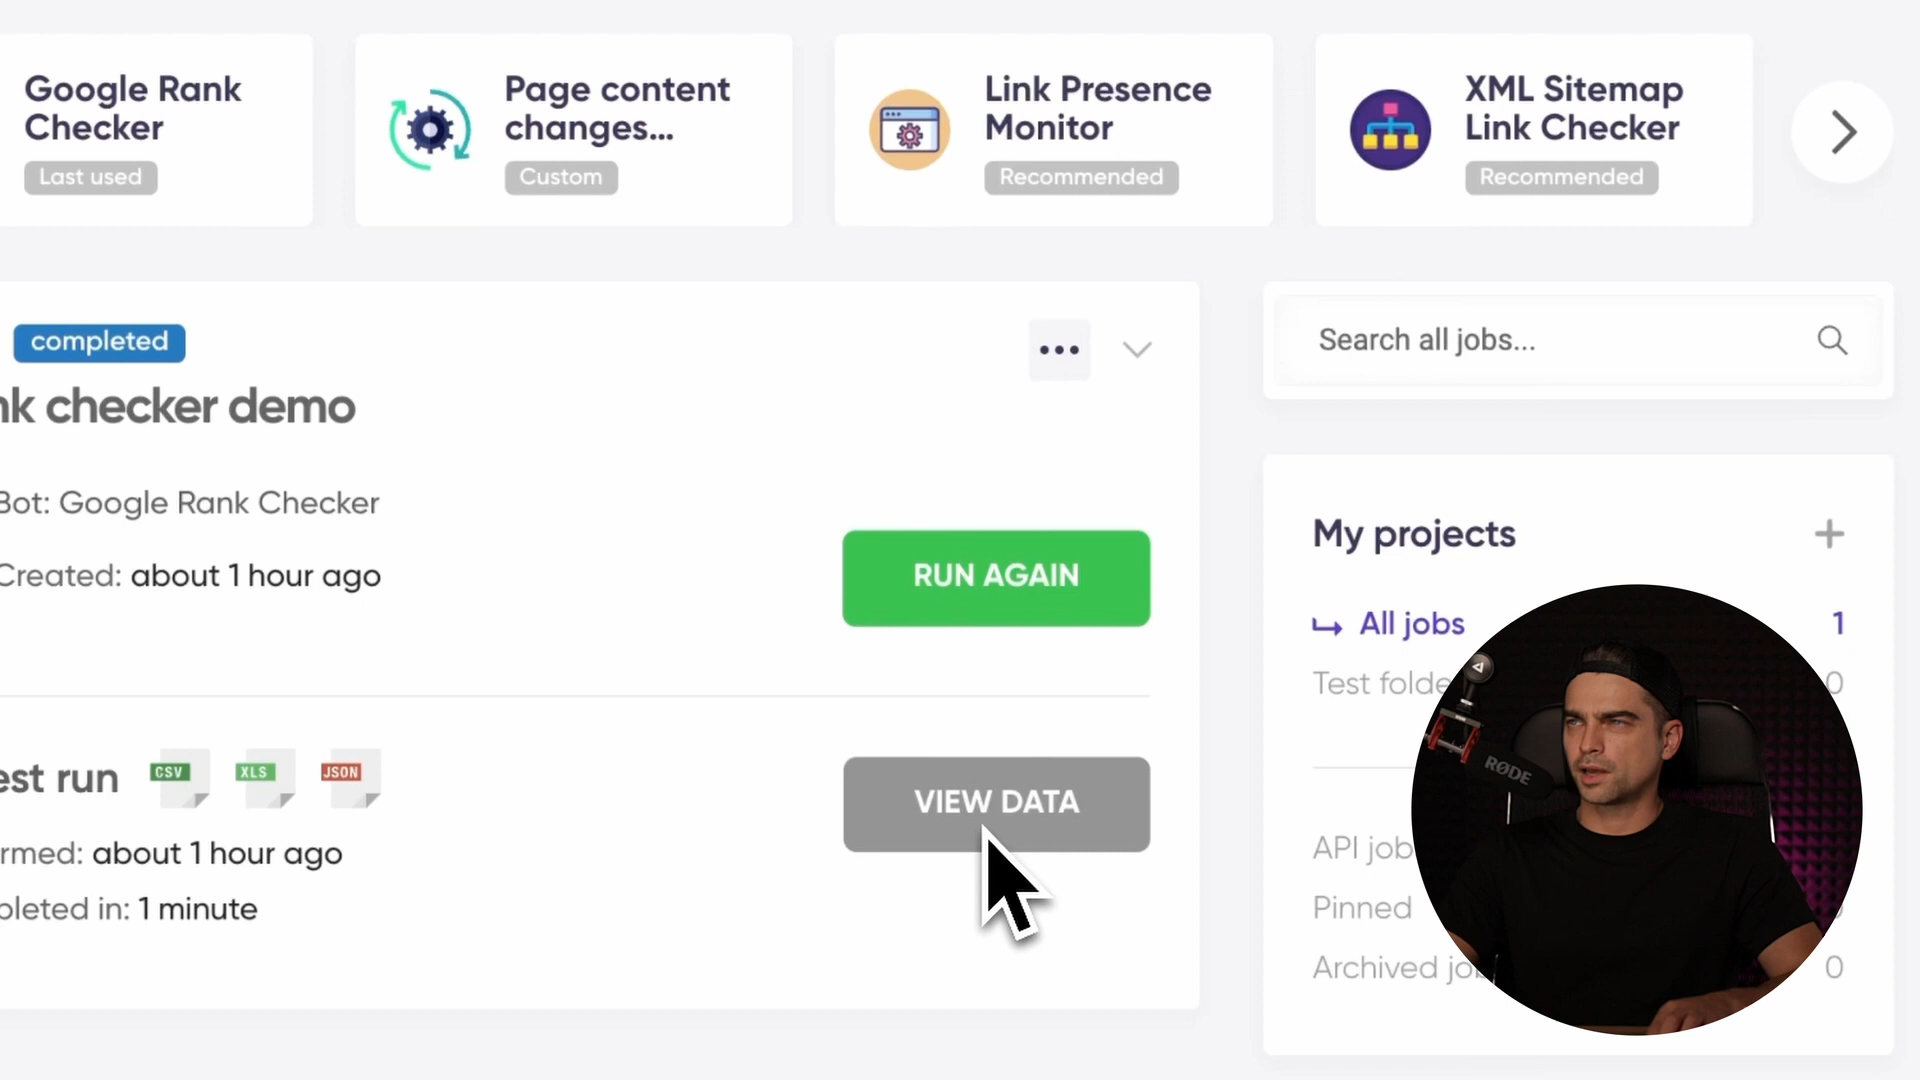 Google Rank
Checker
Last used
Page content
changes...
Custom
Link Presence
Monitor
Recommended
XML Sitemap
Link Checker
Recommended
completed
nk checker demo
Bot: Google Rank Checker
Created: about 1 hour ago
RUN AGAIN
est run
CSV
XLS
JSON
VIEW DATA
rmed: about 1 hour ago
pleted in: 1 minute
Search all jobs...
My projects
All jobs
1
Test folde
0
API job
Pinned
Archived jo
0
RØDE